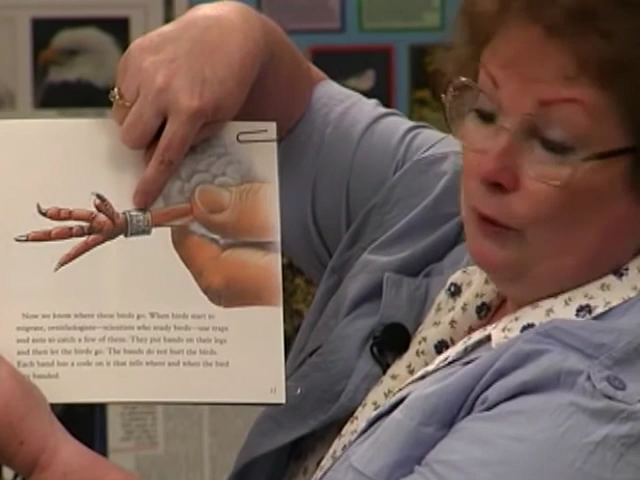 Now we know where those birds go. When birds start to
migrate, ornithologists—scientists who study birds—use traps
and nets to catch a few of them. They put bands on their legs
and then let the birds go. The bands do not hurt the birds.
Each band has a code on it that tells where and when the bird
banded.
11